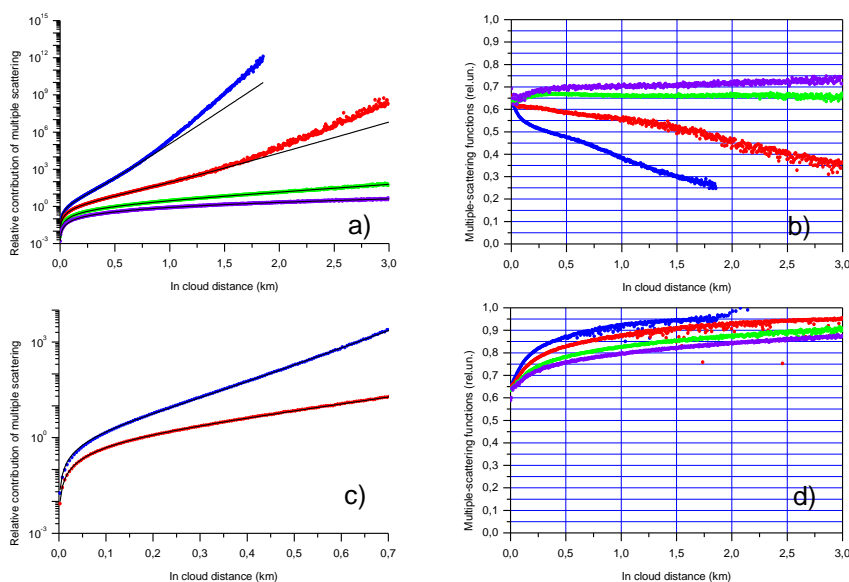 Relative contribution of multiple scattering
10^15
10^12
10^9
10^6
10^3
10^0
10^-3
0,0 0,5 1,0 1,5 2,0 2,5 3,0
In cloud distance (km)
a)
Multiple-scattering functions (rel.un.)
1,0
0,9
0,8
0,7
0,6
0,5
0,4
0,3
0,2
0,1
0,0
0,0 0,5 1,0 1,5 2,0 2,5 3,0
In cloud distance (km)
b)
Relative contribution of multiple scattering
10^3
10^0
10^-3
0,0 0,1 0,2 0,3 0,4 0,5 0,6 0,7
In cloud distance (km)
c)
Multiple-scattering functions (rel.un.)
1,0
0,9
0,8
0,7
0,6
0,5
0,4
0,3
0,2
0,1
0,0
0,0 0,5 1,0 1,5 2,0 2,5 3,0
In cloud distance (km)
d)